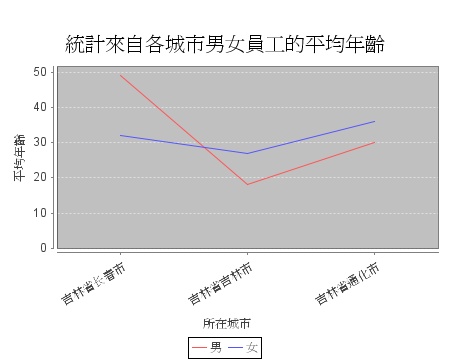 統計來自各城市男女員工的平均年齡
50
40
30
20
10
0
平均年齡
吉林省长春市
吉林省吉林市
吉林省通化市
所在城市
男 女